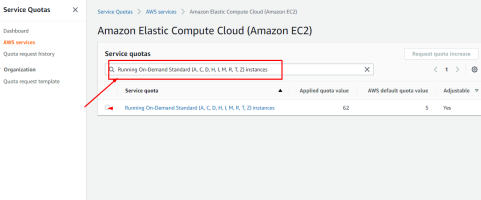 Service Quotas
Service Quotas > AWS services > Amazon Elastic Compute Cloud (Amazon EC2)
Dashboard
AWS services
Quota request history
Organization
Quota request template
Amazon Elastic Compute Cloud (Amazon EC2)
Service quotas
Request quota increase
Running On-Demand Standard (A, C, D, H, I, M, R, T, Z) instances
1
Service quota
Applied quota value
AWS default quota value
Adjustable
Running On-Demand Standard (A, C, D, H, I, M, R, T, Z) instances
62
5
Yes